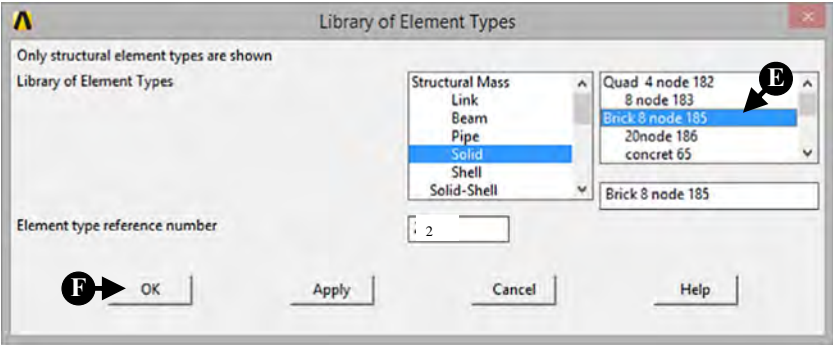 Library of Element Types
Only structural element types are shown
Library of Element Types
Structural Mass
Link
Beam
Pipe
Solid
Shell
Solid-Shell
Quad 4 node 182
8 node 183
Brick 8 node 185
20node 186
concret 65
E
Brick 8 node 185
Element type reference number
2
F
OK
Apply
Cancel
Help